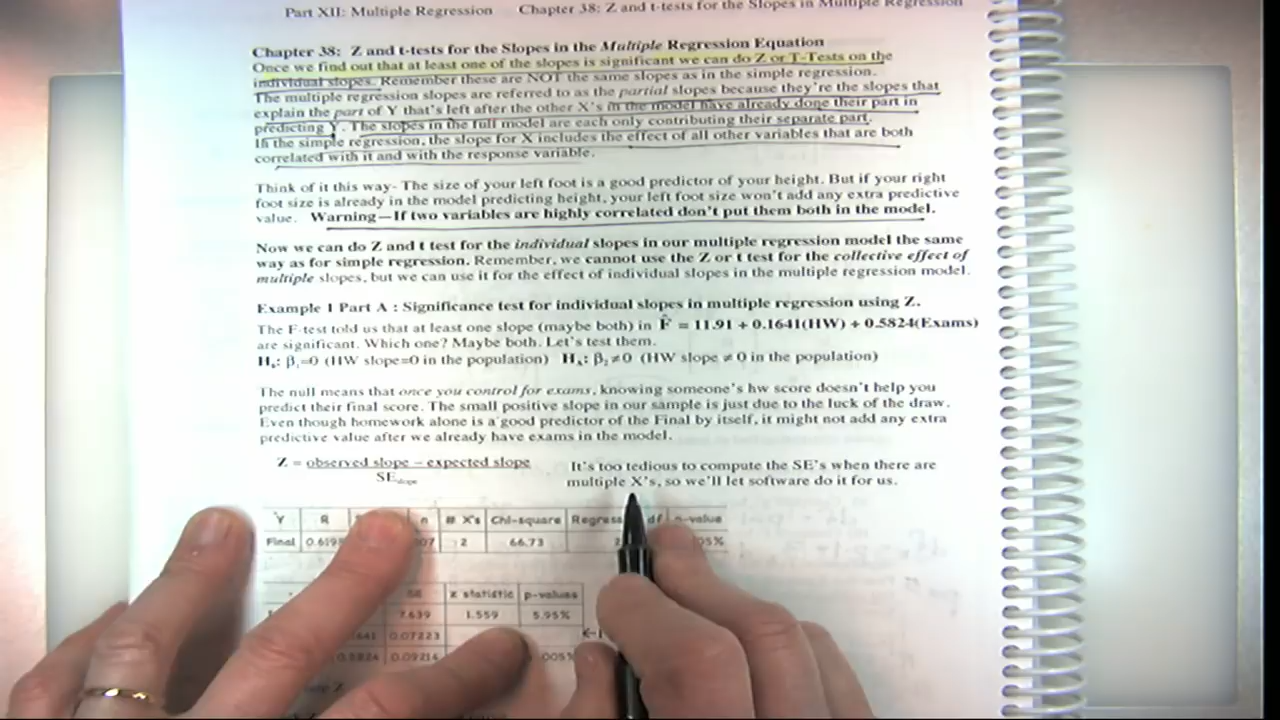 Part XII: Multiple Regression Chapter 38: Z and t-tests for the Slopes in Multiple Regression
Chapter 38: Z and t-tests for the Slopes in the Multiple Regression Equation
Once we find out that at least one of the slopes is significant we can do Z or T-Tests on the
individual slopes. Remember these are NOT the same slopes as in the simple regression.
The multiple regression slopes are referred to as the partial slopes because they're the slopes that
explain the part of Y that's left after the other X's in the model have already done their part in
predicting Y. The slopes in the full model are each only contributing their separate part.
In the simple regression, the slope for X includes the effect of all other variables that are both
correlated with it and with the response variable.
Think of it this way- The size of your left foot is a good predictor of your height. But if your right
foot size is already in the model predicting height, your left foot size won't add any extra predictive
value. Warning—If two variables are highly correlated don't put them both in the model.
Now we can do Z and t test for the individual slopes in our multiple regression model the same
way as for simple regression. Remember, we cannot use the Z or t test for the collective effect of
multiple slopes, but we can use it for the effect of individual slopes in the multiple regression model.
Example 1 Part A : Significance test for individual slopes in multiple regression using Z.
The F-test told us that at least one slope (maybe both) in F̂ = 11.91 + 0.1641(HW) + 0.5824(Exams)
are significant. Which one? Maybe both. Let's test them.
H₀: β₁=0 (HW slope=0 in the population) Hₐ: β₂≠0 (HW slope ≠ 0 in the population)
The null means that once you control for exams, knowing someone's hw score doesn't help you
predict their final score. The small positive slope in our sample is just due to the luck of the draw.
Even though homework alone is a good predictor of the Final by itself, it might not add any extra
predictive value after we already have exams in the model.
Z = observed slope – expected slope It's too tedious to compute the SE's when there are
SEslope multiple X's, so we'll let software do it for us.
Y R n # X's Chi-square df p-value
Final 2 66.73
SE z statistic p-values
7.639 1.559 5.95%
0.07223
0.5824 0.09214